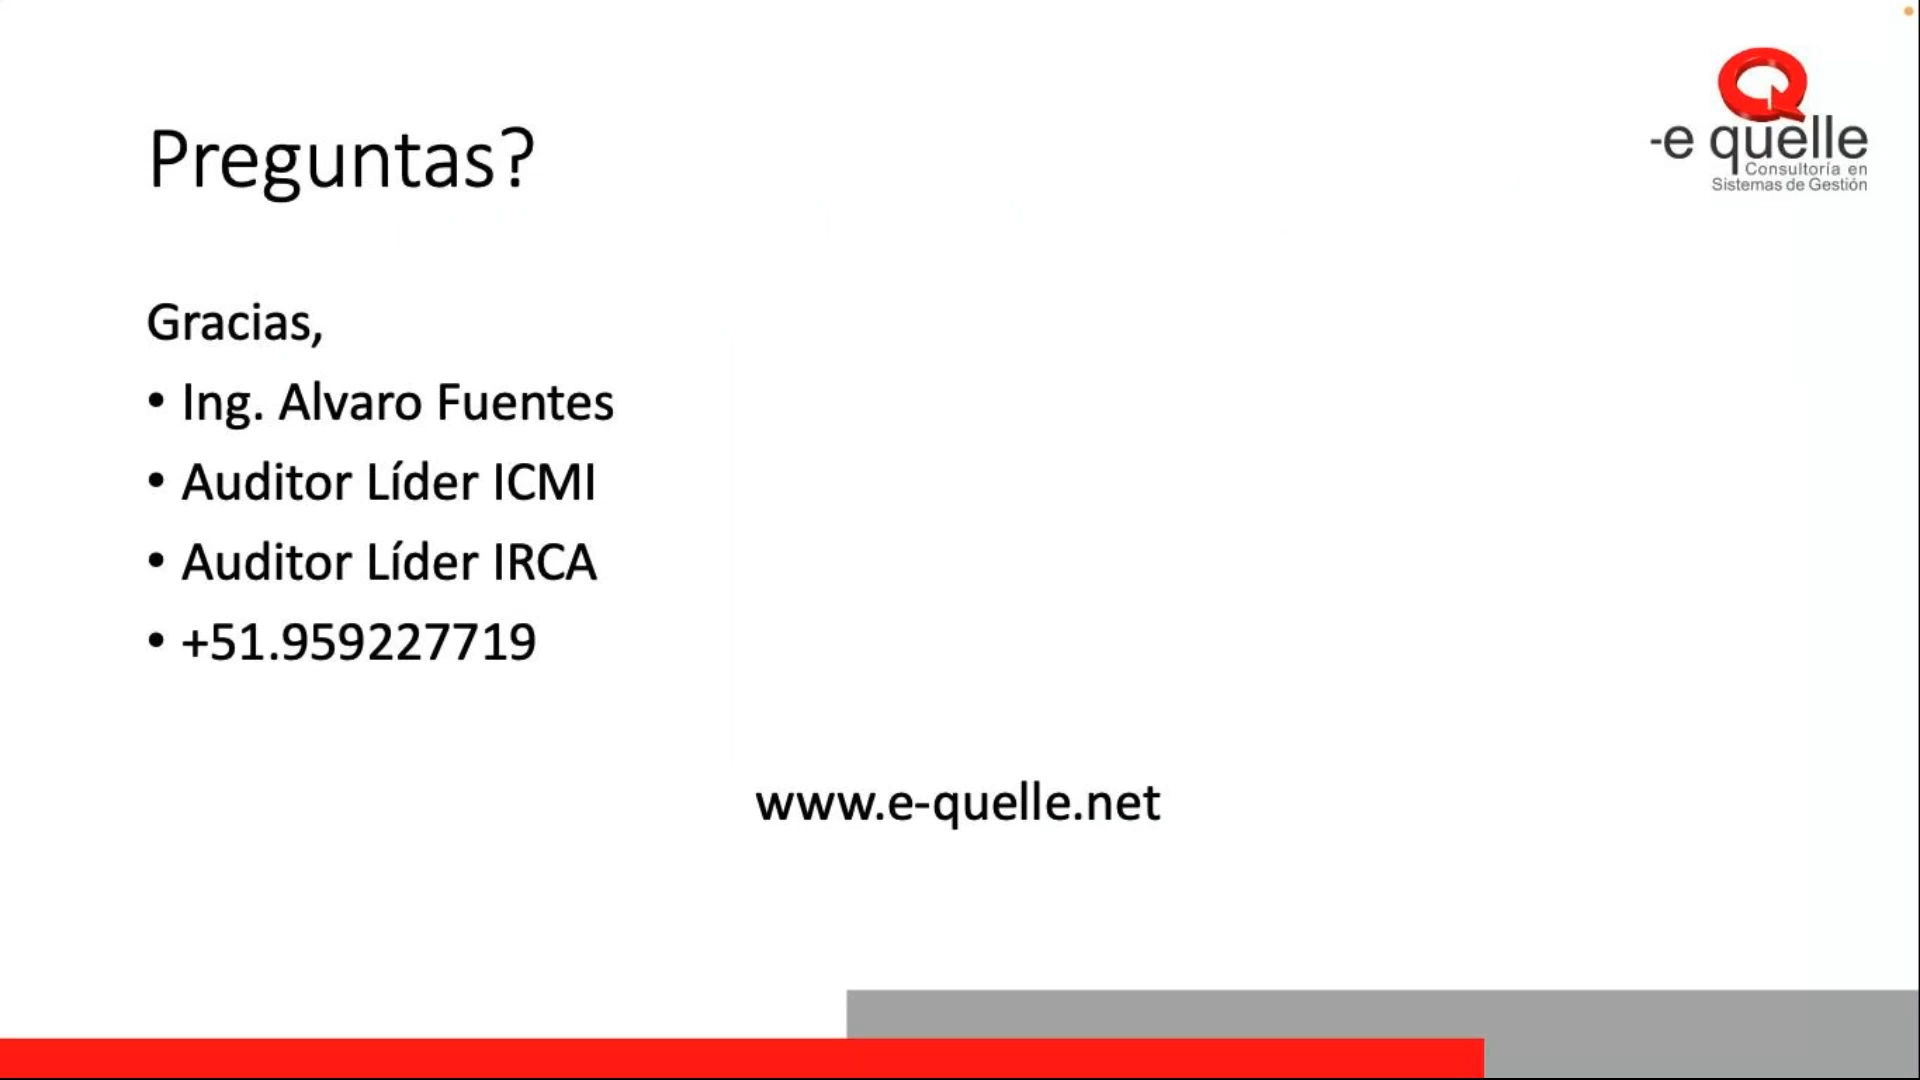 -e quelle
Consultoría en
Sistemas de Gestión
Preguntas?
Gracias,
• Ing. Alvaro Fuentes
• Auditor Líder ICMI
• Auditor Líder IRCA
• +51.959227719
www.e-quelle.net